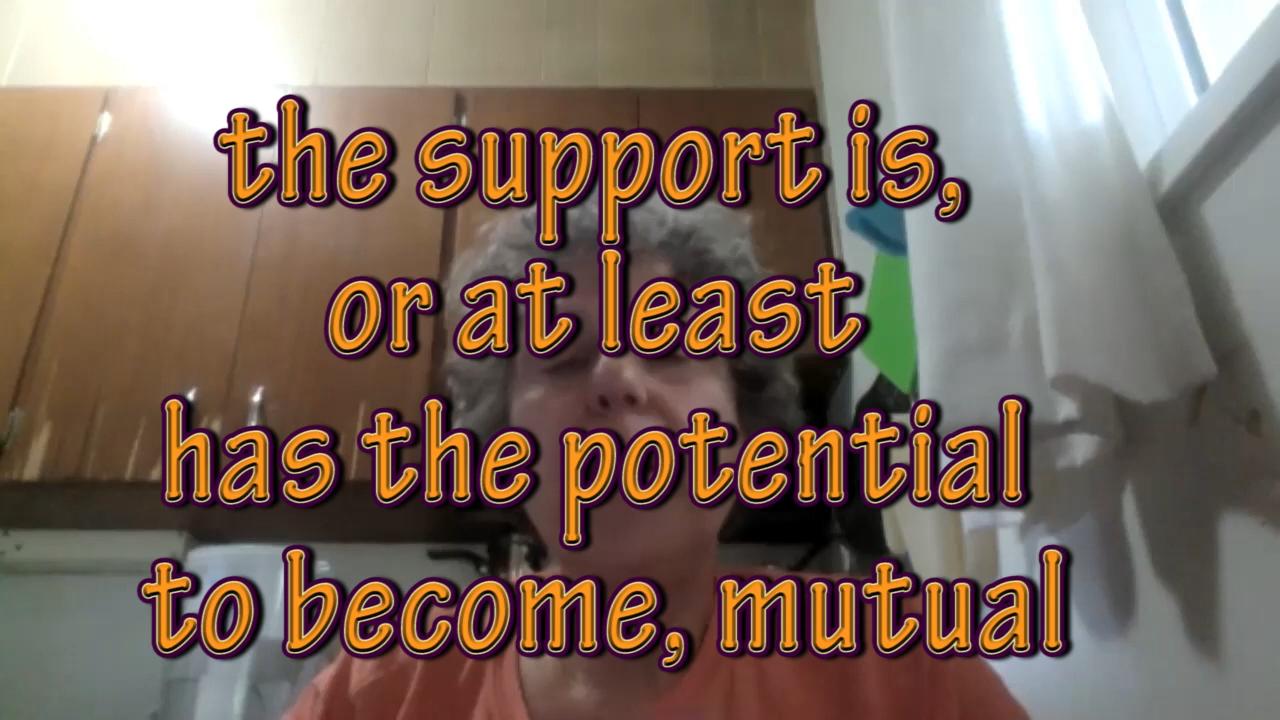 the support is,
or at least
has the potential
to become, mutual